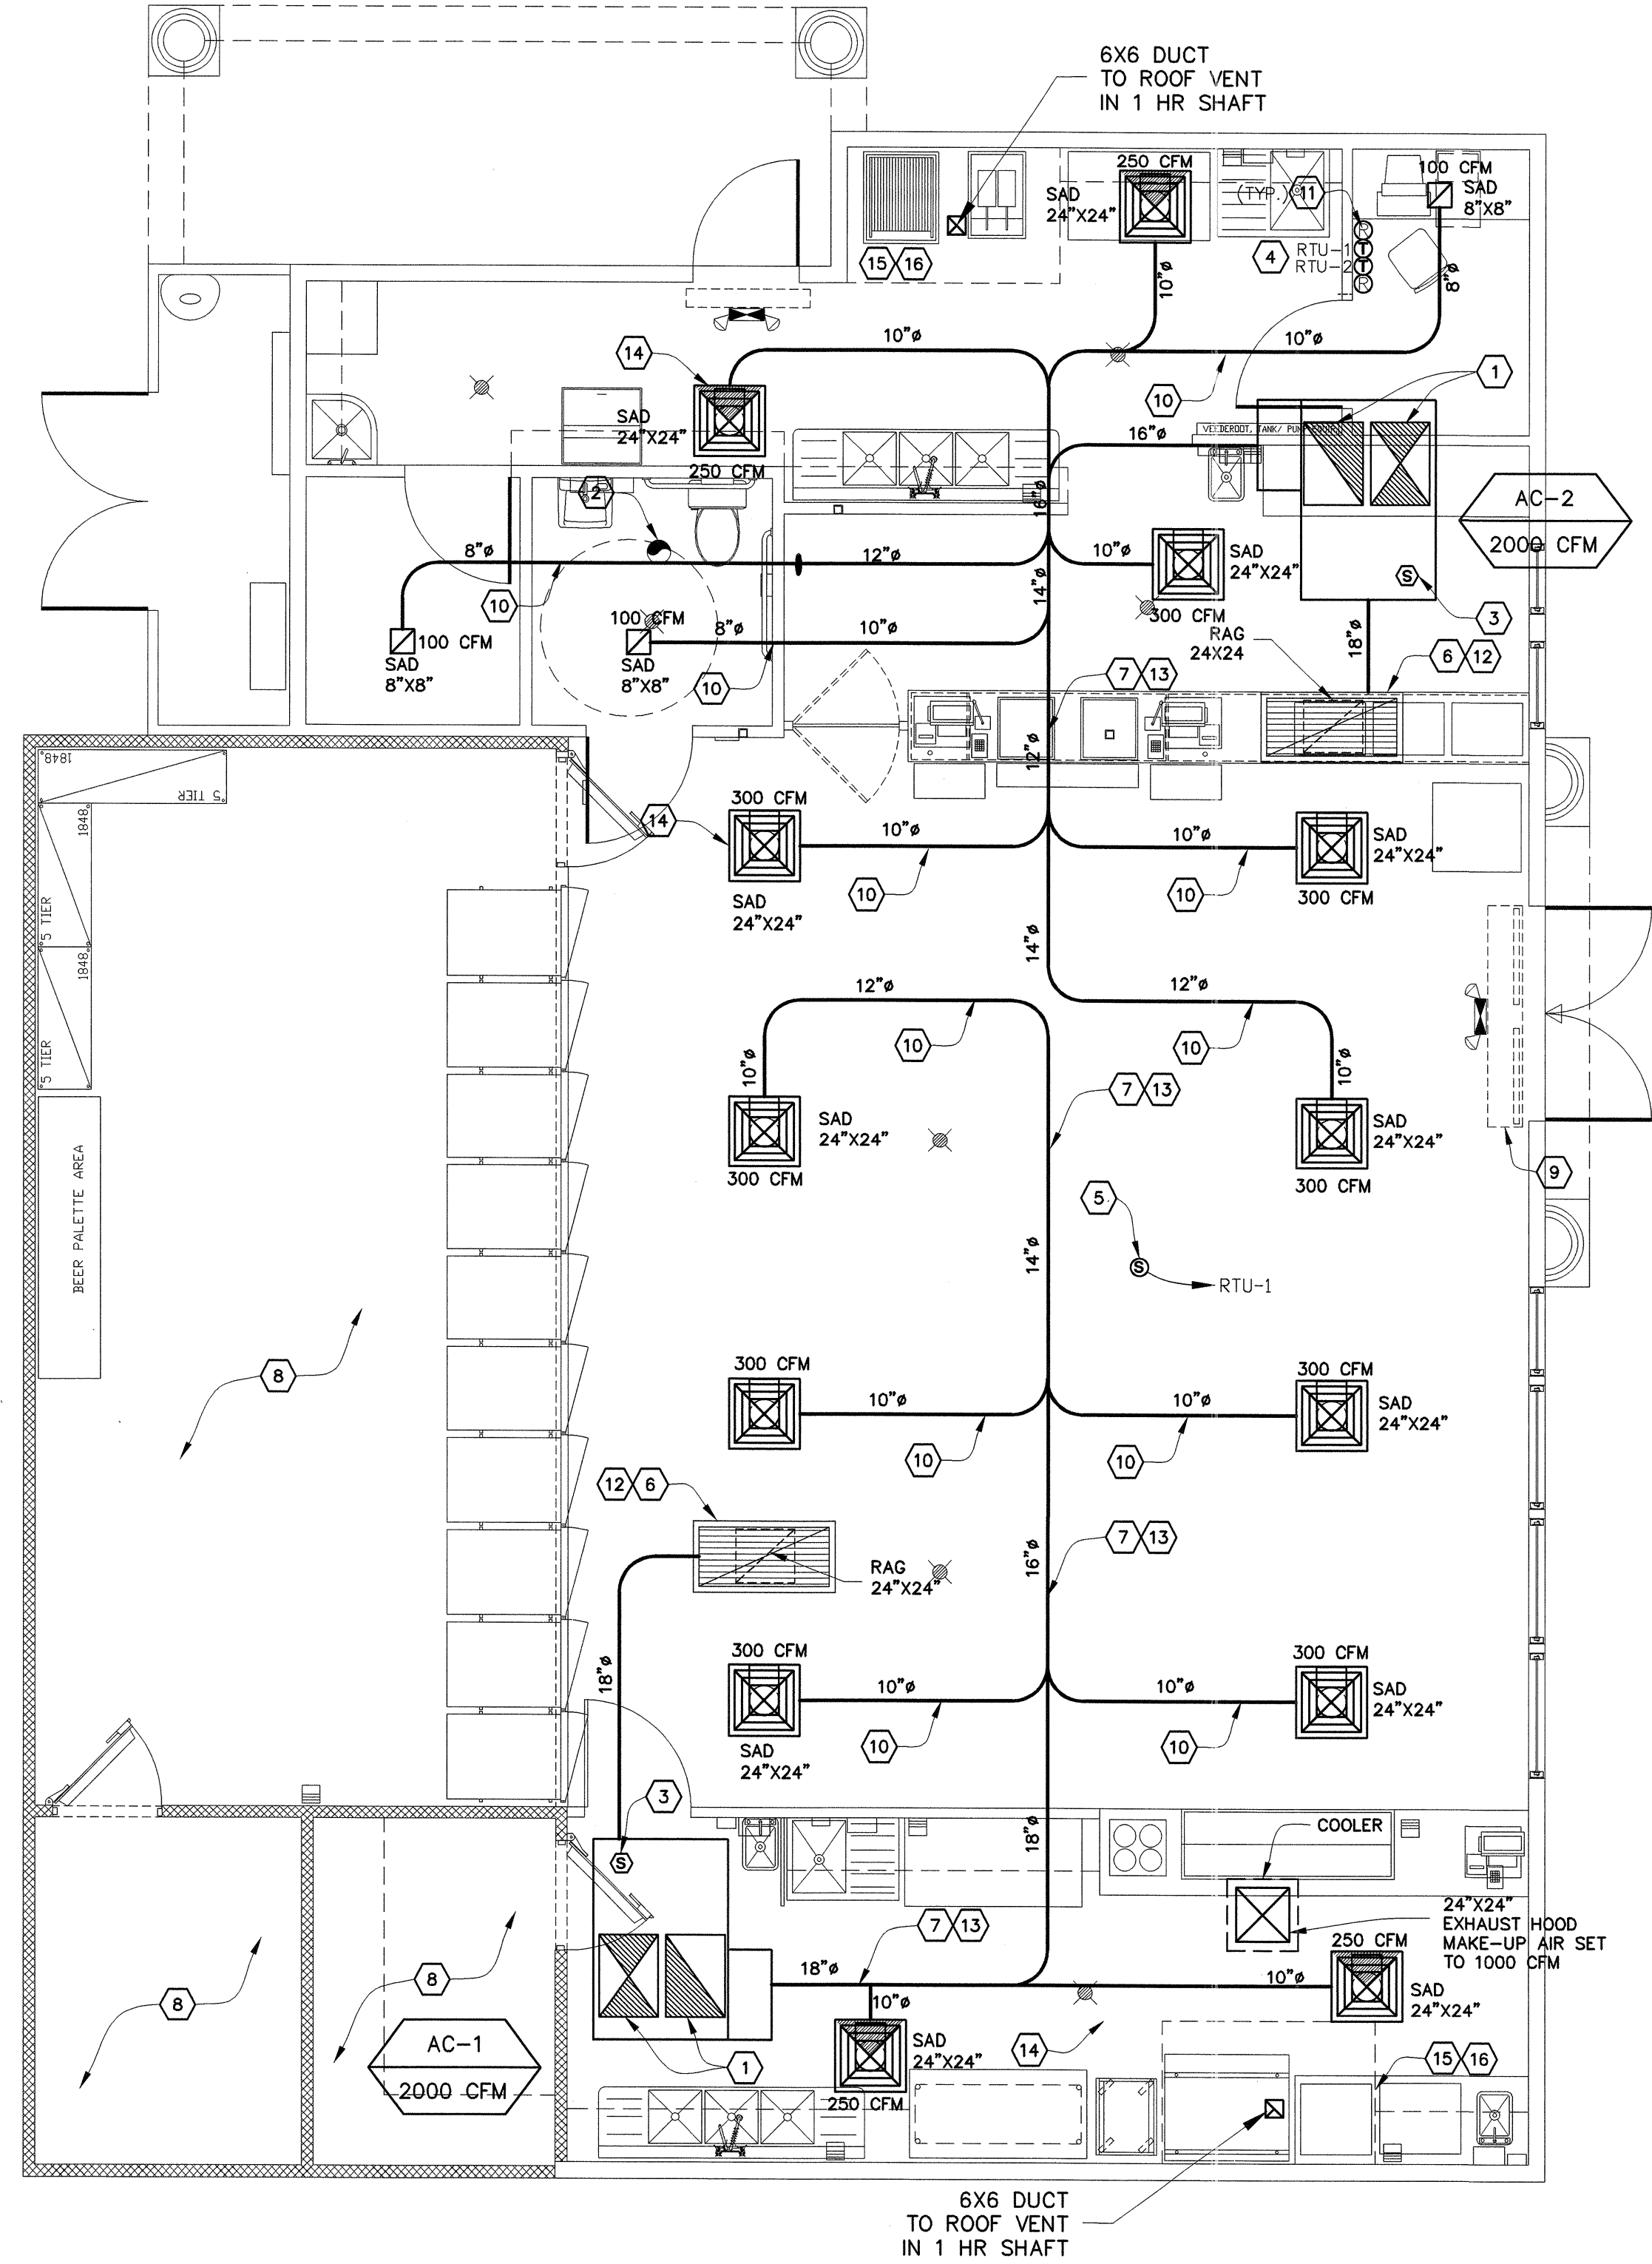 6X6 DUCT
TO ROOF VENT
IN 1 HR SHAFT
250 CFM
SAD
24"X24"
100 CFM
SAD
8"X8"
(TYP.)
11
15
16
4
RTU-1
RTU-2
R
T
T
R
10"ø
8"ø
10"ø
10"ø
14
1
10
SAD
24"X24"
250 CFM
16"ø
2
16"ø
AC-2
2000 CFM
8"ø
12"ø
10"ø
SAD
24"X24"
300 CFM
S
3
10
14"ø
100 CFM
SAD
8"X8"
100 CFM
SAD
8"X8"
8"ø
10"ø
10
RAG
24X24
18"ø
6
12
7
13
12"ø
1848
5 TIER
1848
5 TIER
1848
5 TIER
300 CFM
14
SAD
24"X24"
10"ø
10
10"ø
10
SAD
24"X24"
300 CFM
14"ø
12"ø
10
12"ø
10
10"ø
10"ø
SAD
24"X24"
300 CFM
SAD
24"X24"
300 CFM
7
13
9
5
S
RTU-1
BEER PALETTE AREA
14"ø
8
300 CFM
10"ø
10
10"ø
10
300 CFM
SAD
24"X24"
12
6
RAG
24"X24"
7
13
16"ø
18"ø
300 CFM
10"ø
10
SAD
24"X24"
10"ø
10
300 CFM
SAD
24"X24"
3
S
18"ø
COOLER
24"X24"
EXHAUST HOOD
MAKE-UP AIR SET
TO 1000 CFM
7
13
18"ø
10"ø
250 CFM
SAD
24"X24"
10"ø
SAD
24"X24"
250 CFM
14
15
16
8
8
1
AC-1
2000 CFM
6X6 DUCT
TO ROOF VENT
IN 1 HR SHAFT